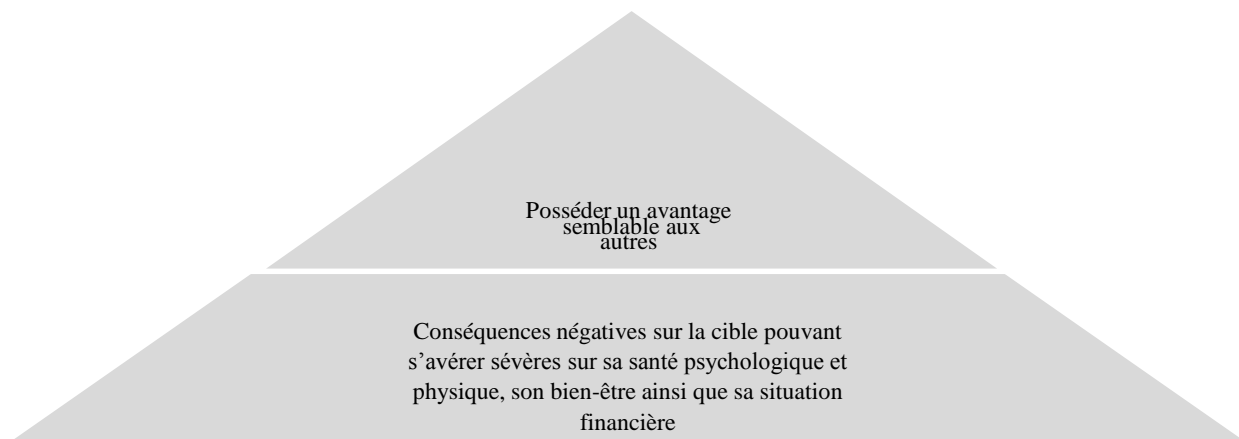 Posséder un avantage
semblable aux
autres
Conséquences négatives sur la cible pouvant
s’avérer sévères sur sa santé psychologique et
physique, son bien-être ainsi que sa situation
financière